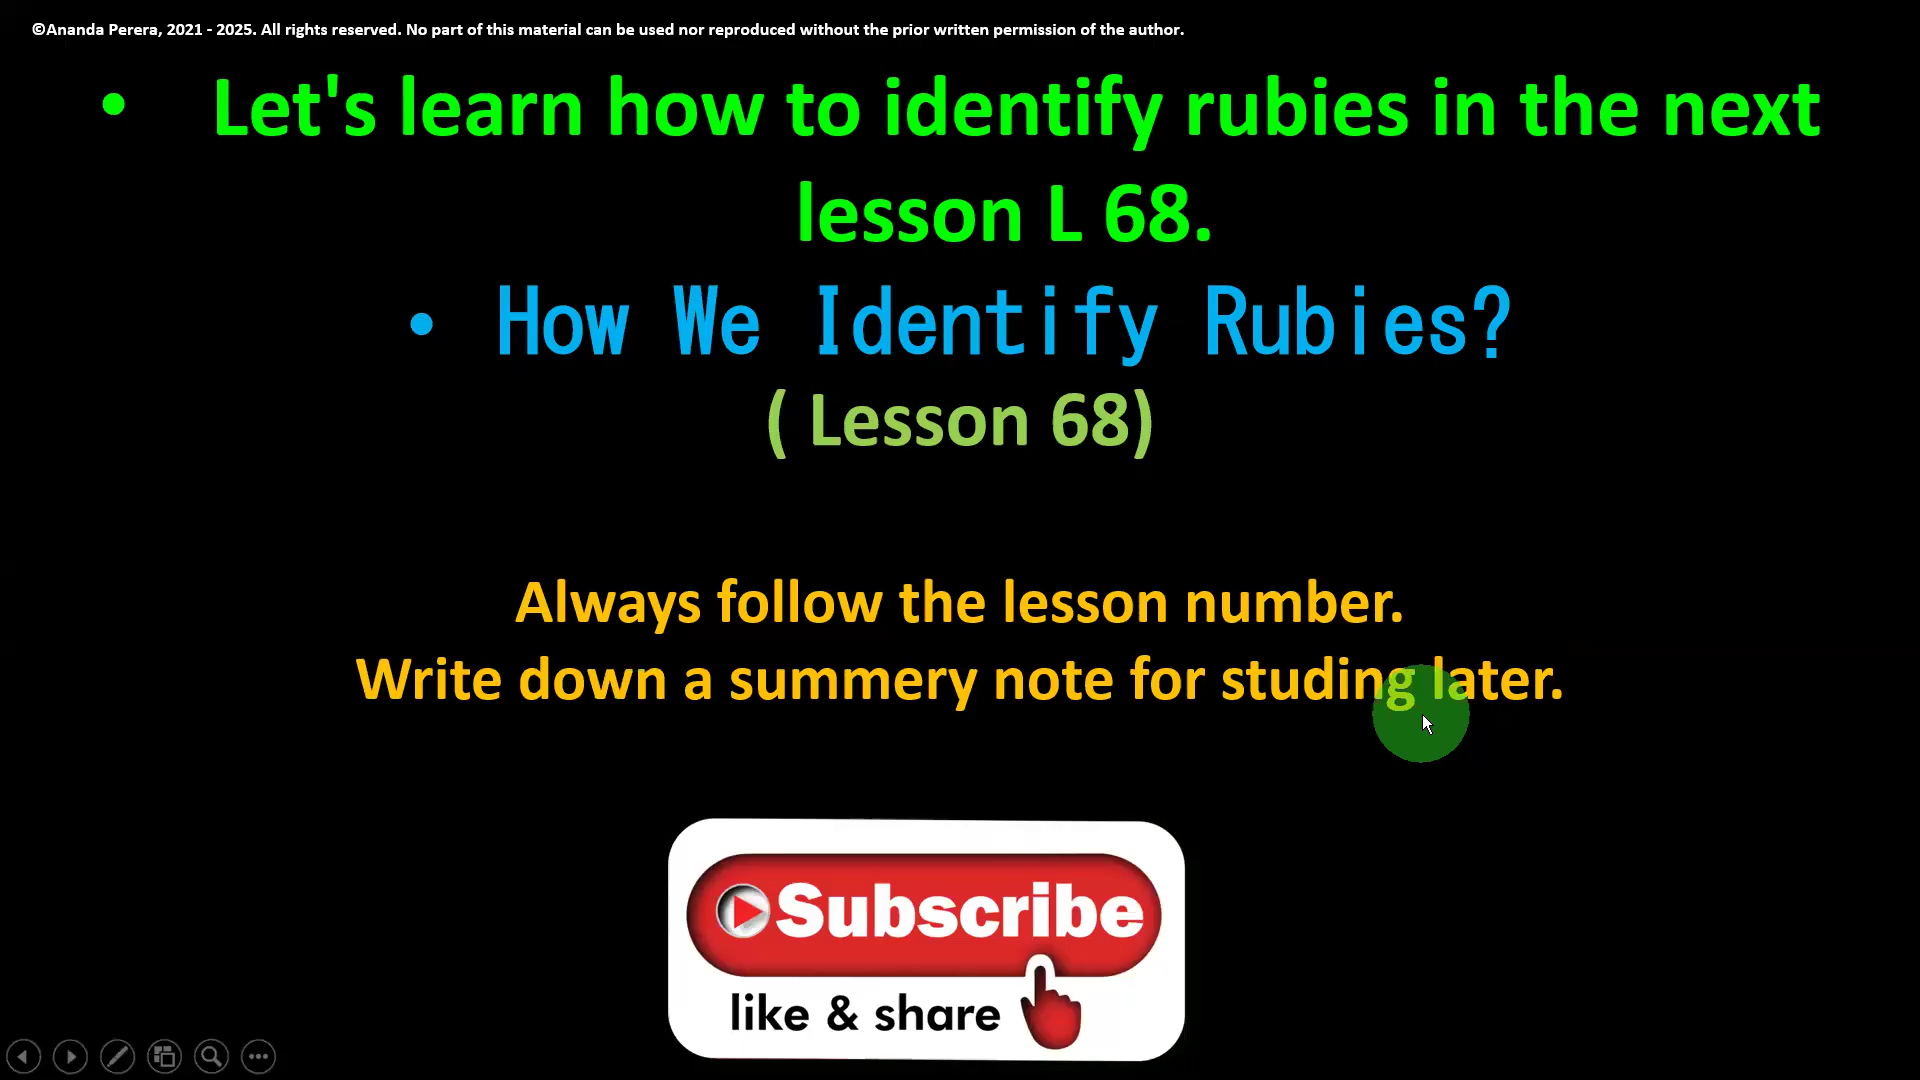 ©Ananda Perera, 2021 - 2025. All rights reserved. No part of this material can be used nor reproduced without the prior written permission of the author.
• Let's learn how to identify rubies in the next
lesson L 68.
• How We Identify Rubies?
( Lesson 68)
Always follow the lesson number.
Write down a summery note for studing later.
Subscribe
like & share